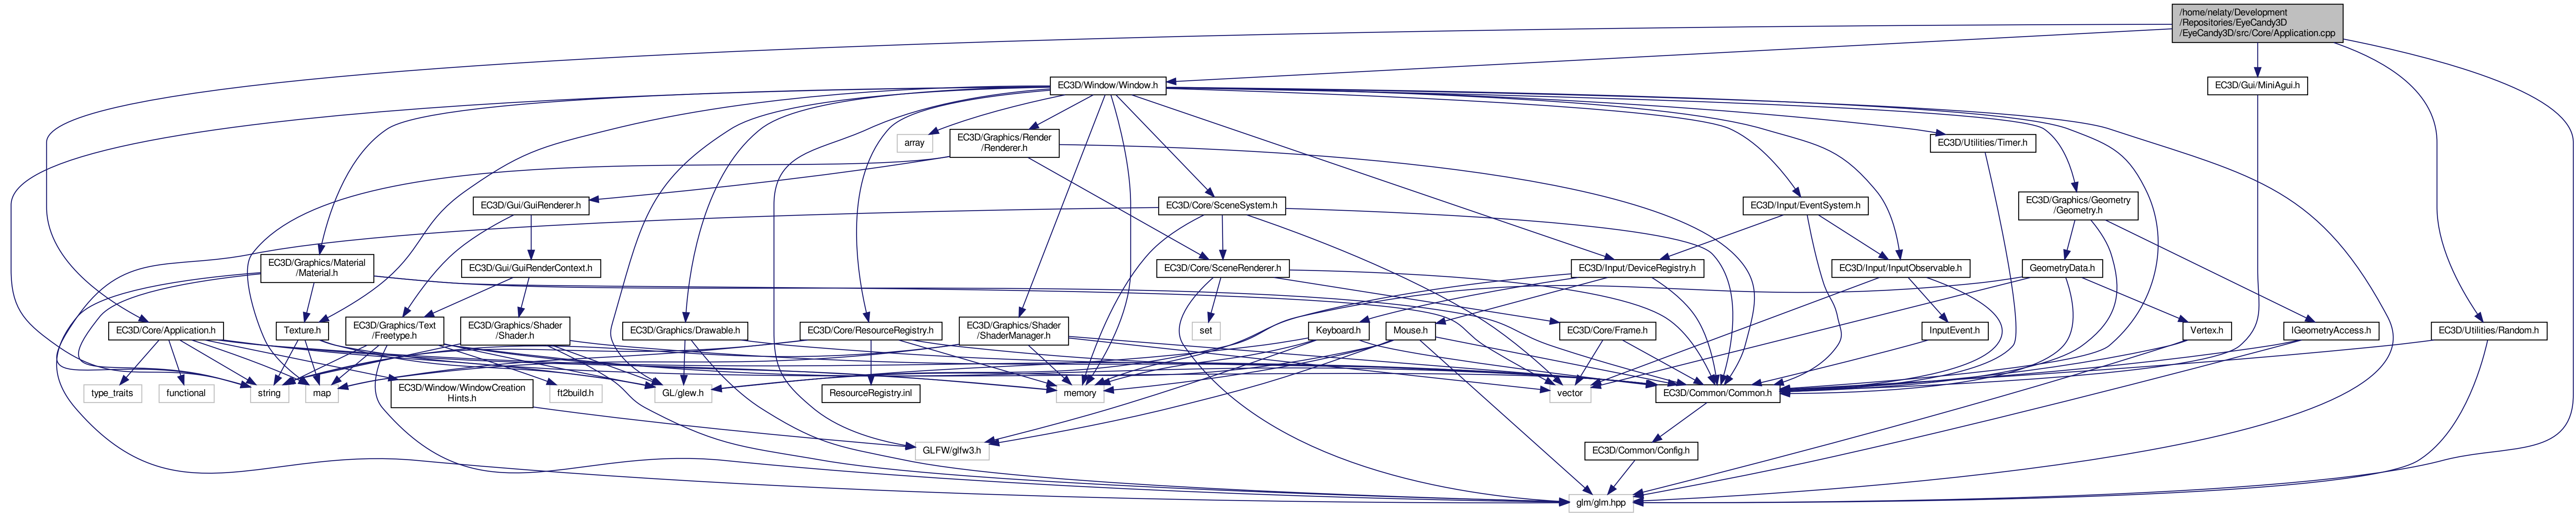 /home/nelaty/Development
/Repositories/EyeCandy3D
/EyeCandy3D/src/Core/Application.cpp
EC3D/Window/Window.h
EC3D/Gui/MiniAgui.h
array
EC3D/Graphics/Render
/Renderer.h
EC3D/Utilities/Timer.h
EC3D/Gui/GuiRenderer.h
EC3D/Core/SceneSystem.h
EC3D/Input/EventSystem.h
EC3D/Graphics/Geometry
/Geometry.h
EC3D/Graphics/Material
/Material.h
EC3D/Gui/GuiRenderContext.h
EC3D/Core/SceneRenderer.h
EC3D/Input/DeviceRegistry.h
EC3D/Input/InputObservable.h
GeometryData.h
EC3D/Core/Application.h
Texture.h
EC3D/Graphics/Text
/Freetype.h
EC3D/Graphics/Shader
/Shader.h
EC3D/Graphics/Drawable.h
EC3D/Core/ResourceRegistry.h
EC3D/Graphics/Shader
/ShaderManager.h
set
Keyboard.h
Mouse.h
EC3D/Core/Frame.h
InputEvent.h
Vertex.h
IGeometryAccess.h
EC3D/Utilities/Random.h
type_traits
functional
string
map
EC3D/Window/WindowCreation
Hints.h
ft2build.h
GL/glew.h
ResourceRegistry.inl
memory
vector
EC3D/Common/Common.h
GLFW/glfw3.h
EC3D/Common/Config.h
glm/glm.hpp